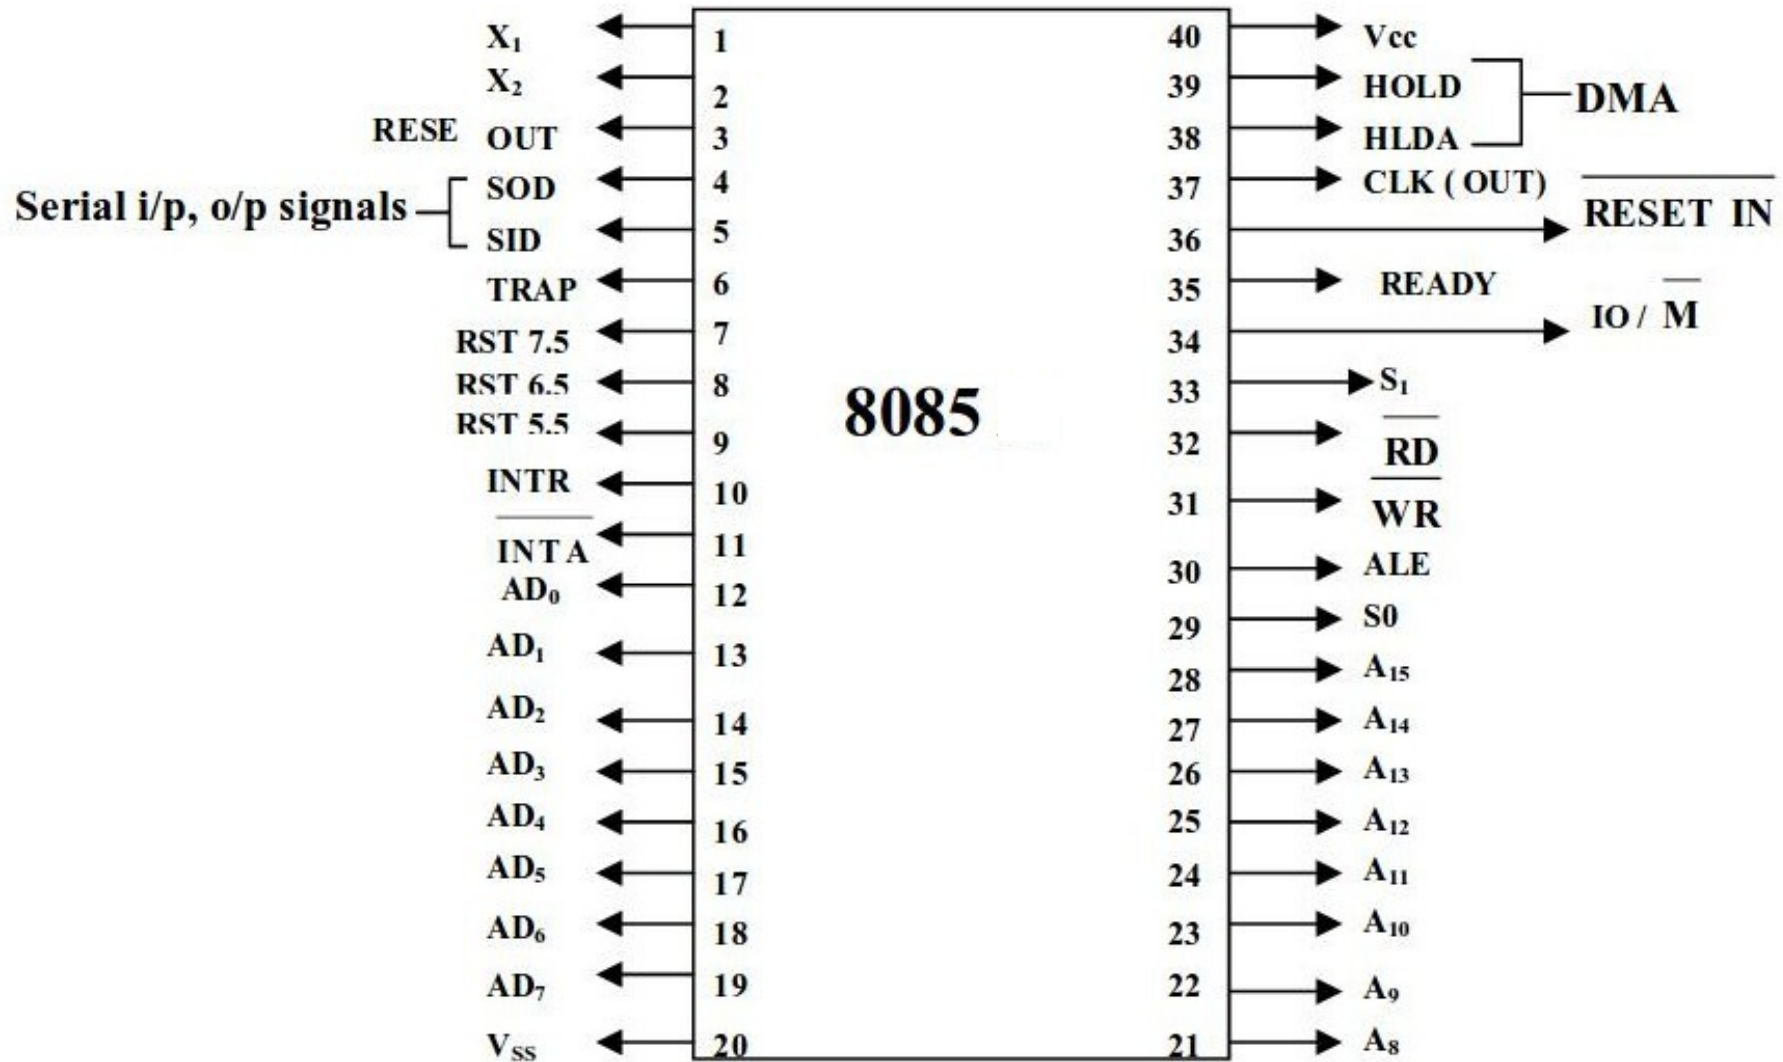 X₁ 1 40 Vcc
X₂ 2 39 HOLD
DMA
RESE OUT 3 38 HLDA
SOD 4 37 CLK ( OUT)
Serial i/p, o/p signals
SID 5 36 RESET IN
TRAP 6 35 READY
RST 7.5 7 34 IO / M
RST 6.5 8 33 S₁
8085
RST 5.5 9 32 RD
INTR 10 31 WR
INTA 11 30 ALE
AD₀ 12 29 S0
AD₁ 13 28 A₁₅
AD₂ 14 27 A₁₄
AD₃ 15 26 A₁₃
AD₄ 16 25 A₁₂
AD₅ 17 24 A₁₁
AD₆ 18 23 A₁₀
AD₇ 19 22 A₉
VSS 20 21 A₈